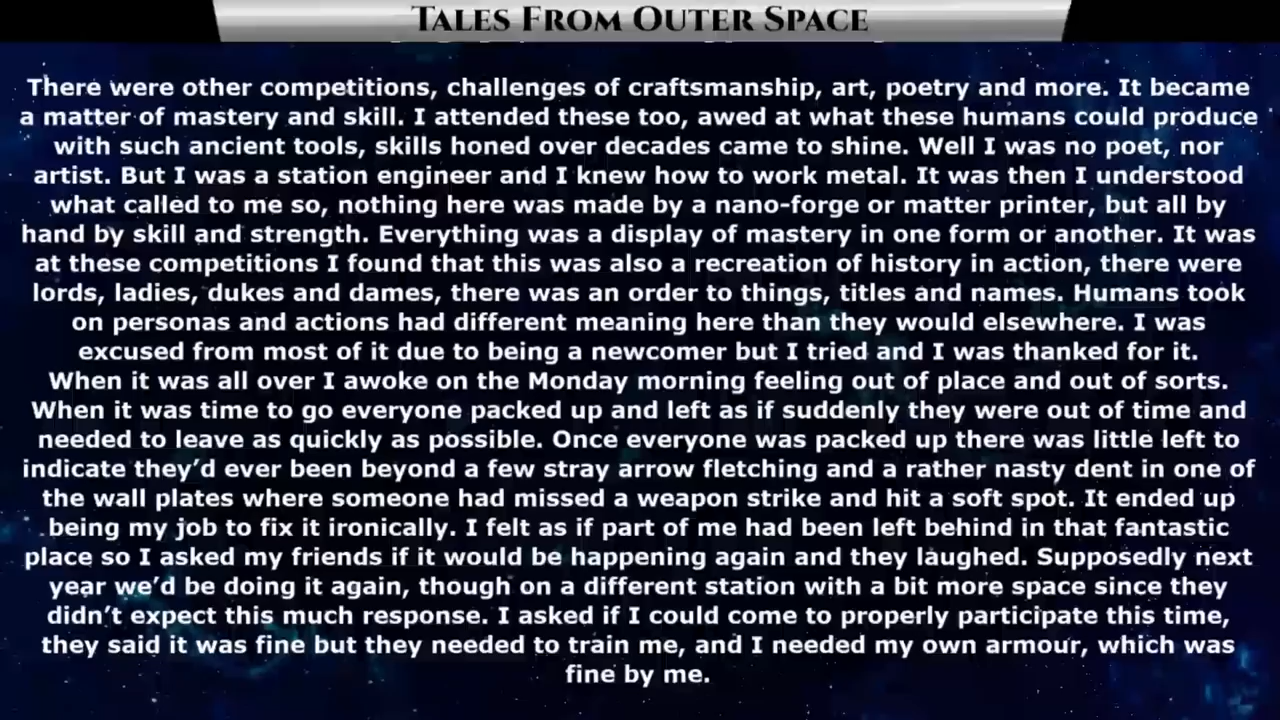 TALES FROM OUTER SPACE
There were other competitions, challenges of craftsmanship, art, poetry and more. It became
a matter of mastery and skill. I attended these too, awed at what these humans could produce
with such ancient tools, skills honed over decades came to shine. Well I was no poet, nor
artist. But I was a station engineer and I knew how to work metal. It was then I understood
what called to me so, nothing here was made by a nano-forge or matter printer, but all by
hand by skill and strength. Everything was a display of mastery in one form or another. It was
at these competitions I found that this was also a recreation of history in action, there were
lords, ladies, dukes and dames, there was an order to things, titles and names. Humans took
on personas and actions had different meaning here than they would elsewhere. I was
excused from most of it due to being a newcomer but I tried and I was thanked for it.
When it was all over I awoke on the Monday morning feeling out of place and out of sorts.
When it was time to go everyone packed up and left as if suddenly they were out of time and
needed to leave as quickly as possible. Once everyone was packed up there was little left to
indicate they’d ever been beyond a few stray arrow fletching and a rather nasty dent in one of
the wall plates where someone had missed a weapon strike and hit a soft spot. It ended up
being my job to fix it ironically. I felt as if part of me had been left behind in that fantastic
place so I asked my friends if it would be happening again and they laughed. Supposedly next
year we’d be doing it again, though on a different station with a bit more space since they
didn’t expect this much response. I asked if I could come to properly participate this time,
they said it was fine but they needed to train me, and I needed my own armour, which was
fine by me.